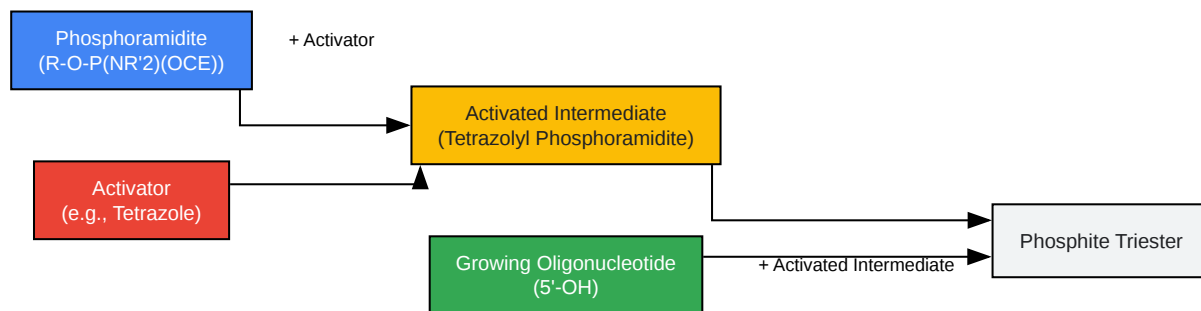 Phosphoramidite
(R-O-P(NR'2)(OCE))
+ Activator
Activated Intermediate
(Tetrazolyl Phosphoramidite)
Activator
(e.g., Tetrazole)
Growing Oligonucleotide
(5'-OH)
+ Activated Intermediate
Phosphite Triester